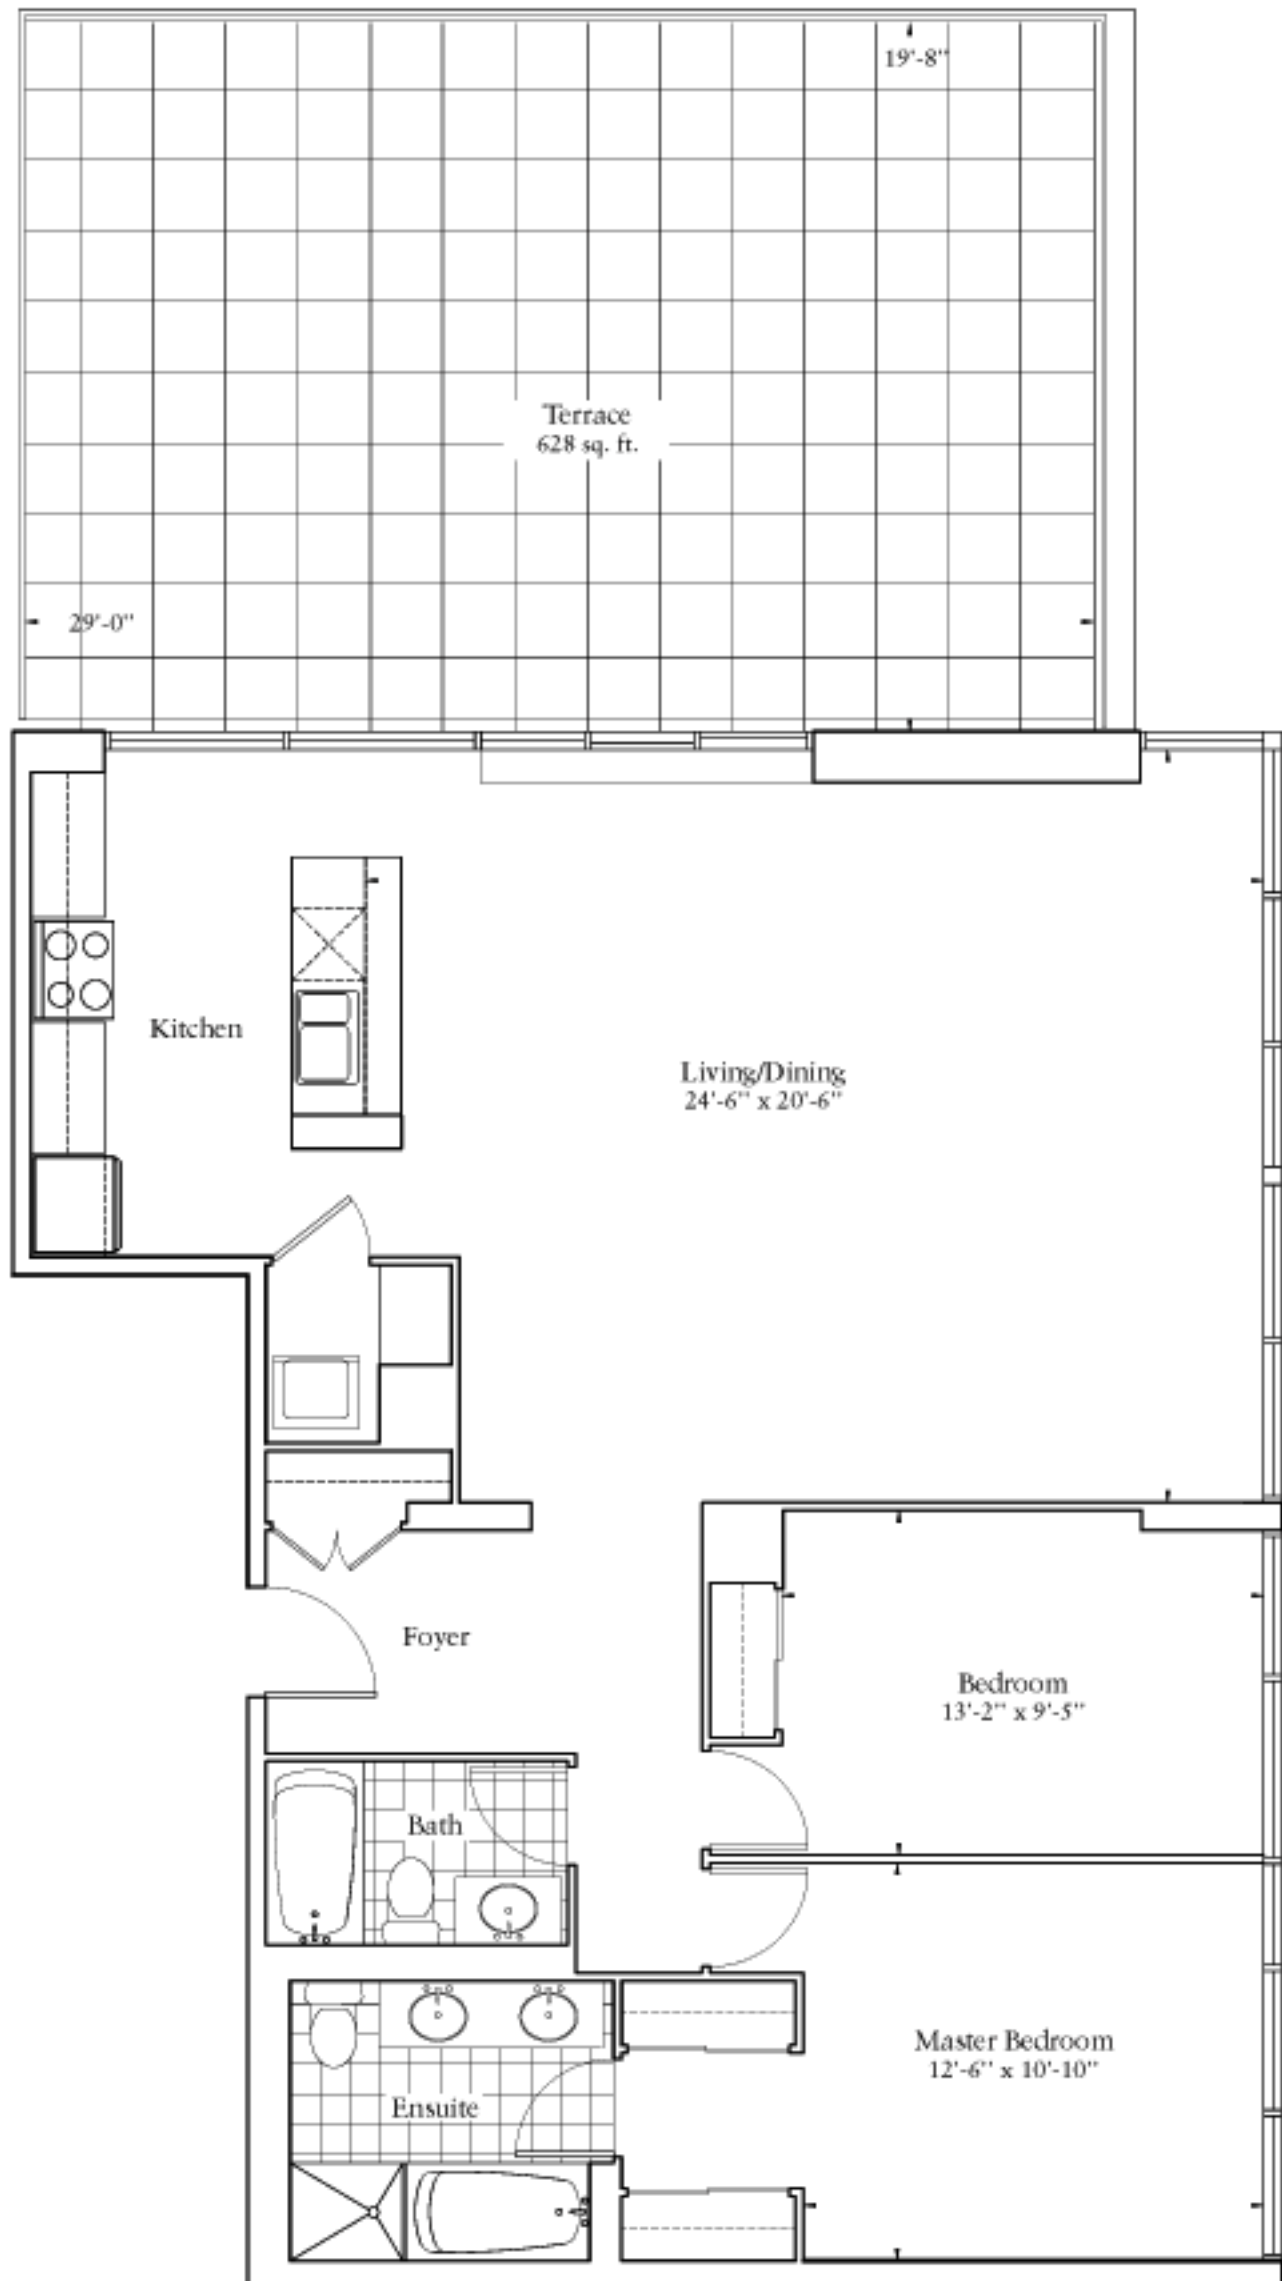 19'-8"
Terrace
628 sq. ft.
29'-0"
Kitchen
Living/Dining
24'-6" x 20'-6"
Foyer
Bedroom
13'-2" x 9'-5"
Bath
Master Bedroom
12'-6" x 10'-10"
Ensuite